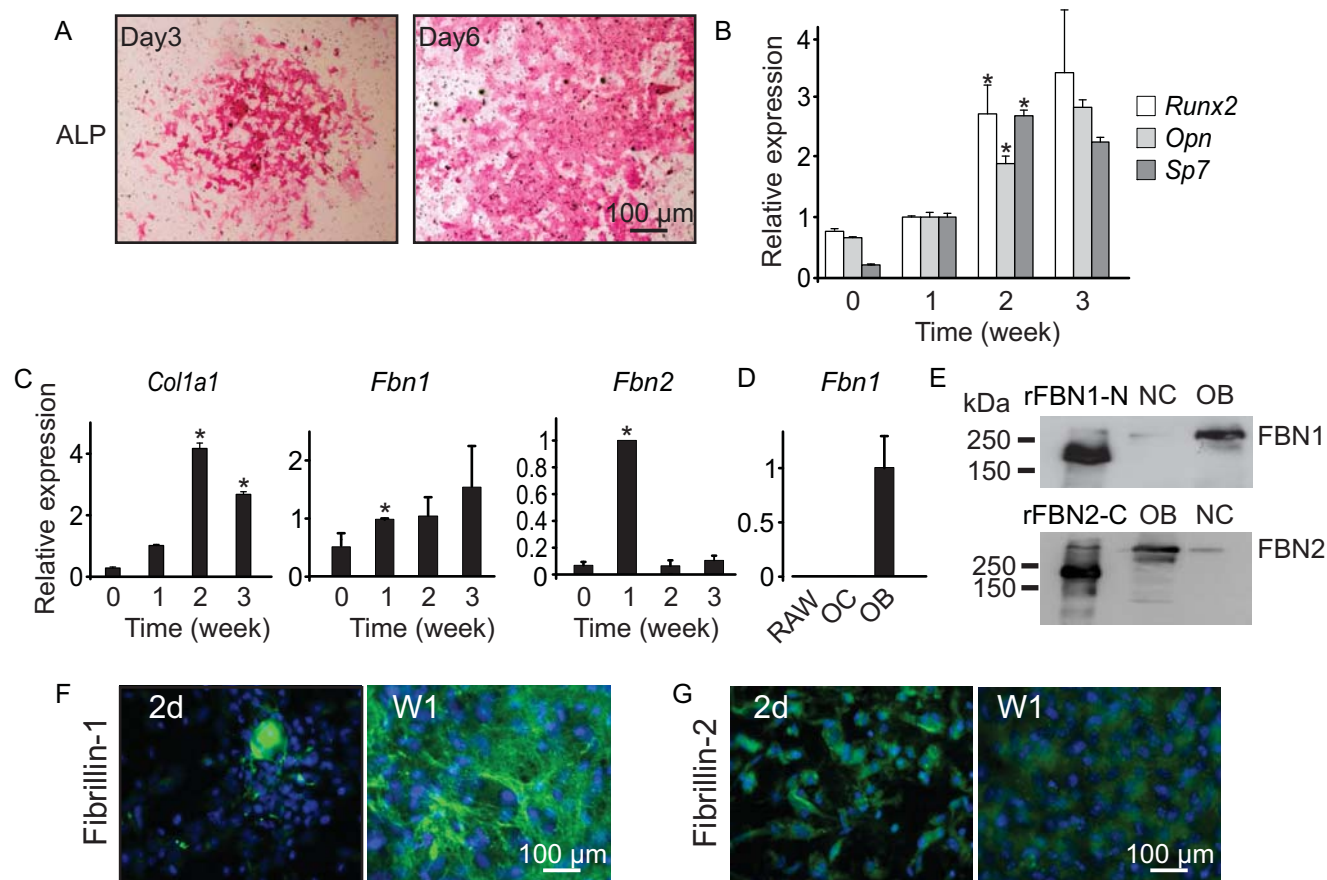 A
ALP
Day3
Day6
100 µm
B
Relative expression
4
3
2
1
0
0 1 2 3
Time (week)
*
*
*
Runx2
Opn
Sp7
C
Relative expression
Col1a1
4
2
0
*
*
0 1 2 3
Time (week)
Fbn1
2
1
0
*
0 1 2 3
Time (week)
Fbn2
1
0.8
0.6
0.4
0.2
0
*
0 1 2 3
Time (week)
D
Fbn1
1
0.5
0
RAW
OC
OB
E
kDa
rFBN1-N NC OB
250
150
FBN1
rFBN2-C OB NC
250
150
FBN2
F
Fibrillin-1
2d
W1
100 µm
G
Fibrillin-2
2d
W1
100 µm